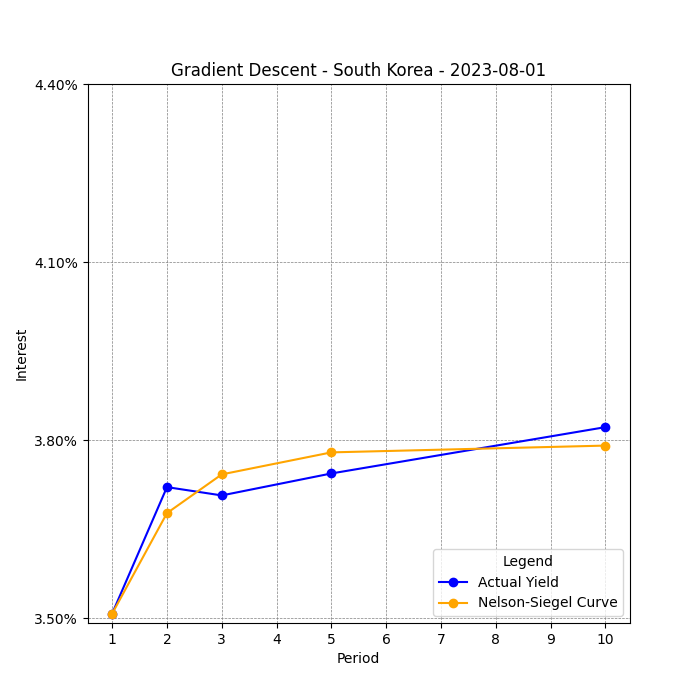 Gradient Descent - South Korea - 2023-08-01
4.40%
4.10%
3.80%
3.50%
Interest
1 2 3 4 5 6 7 8 9 10
Period
Legend
Actual Yield
Nelson-Siegel Curve